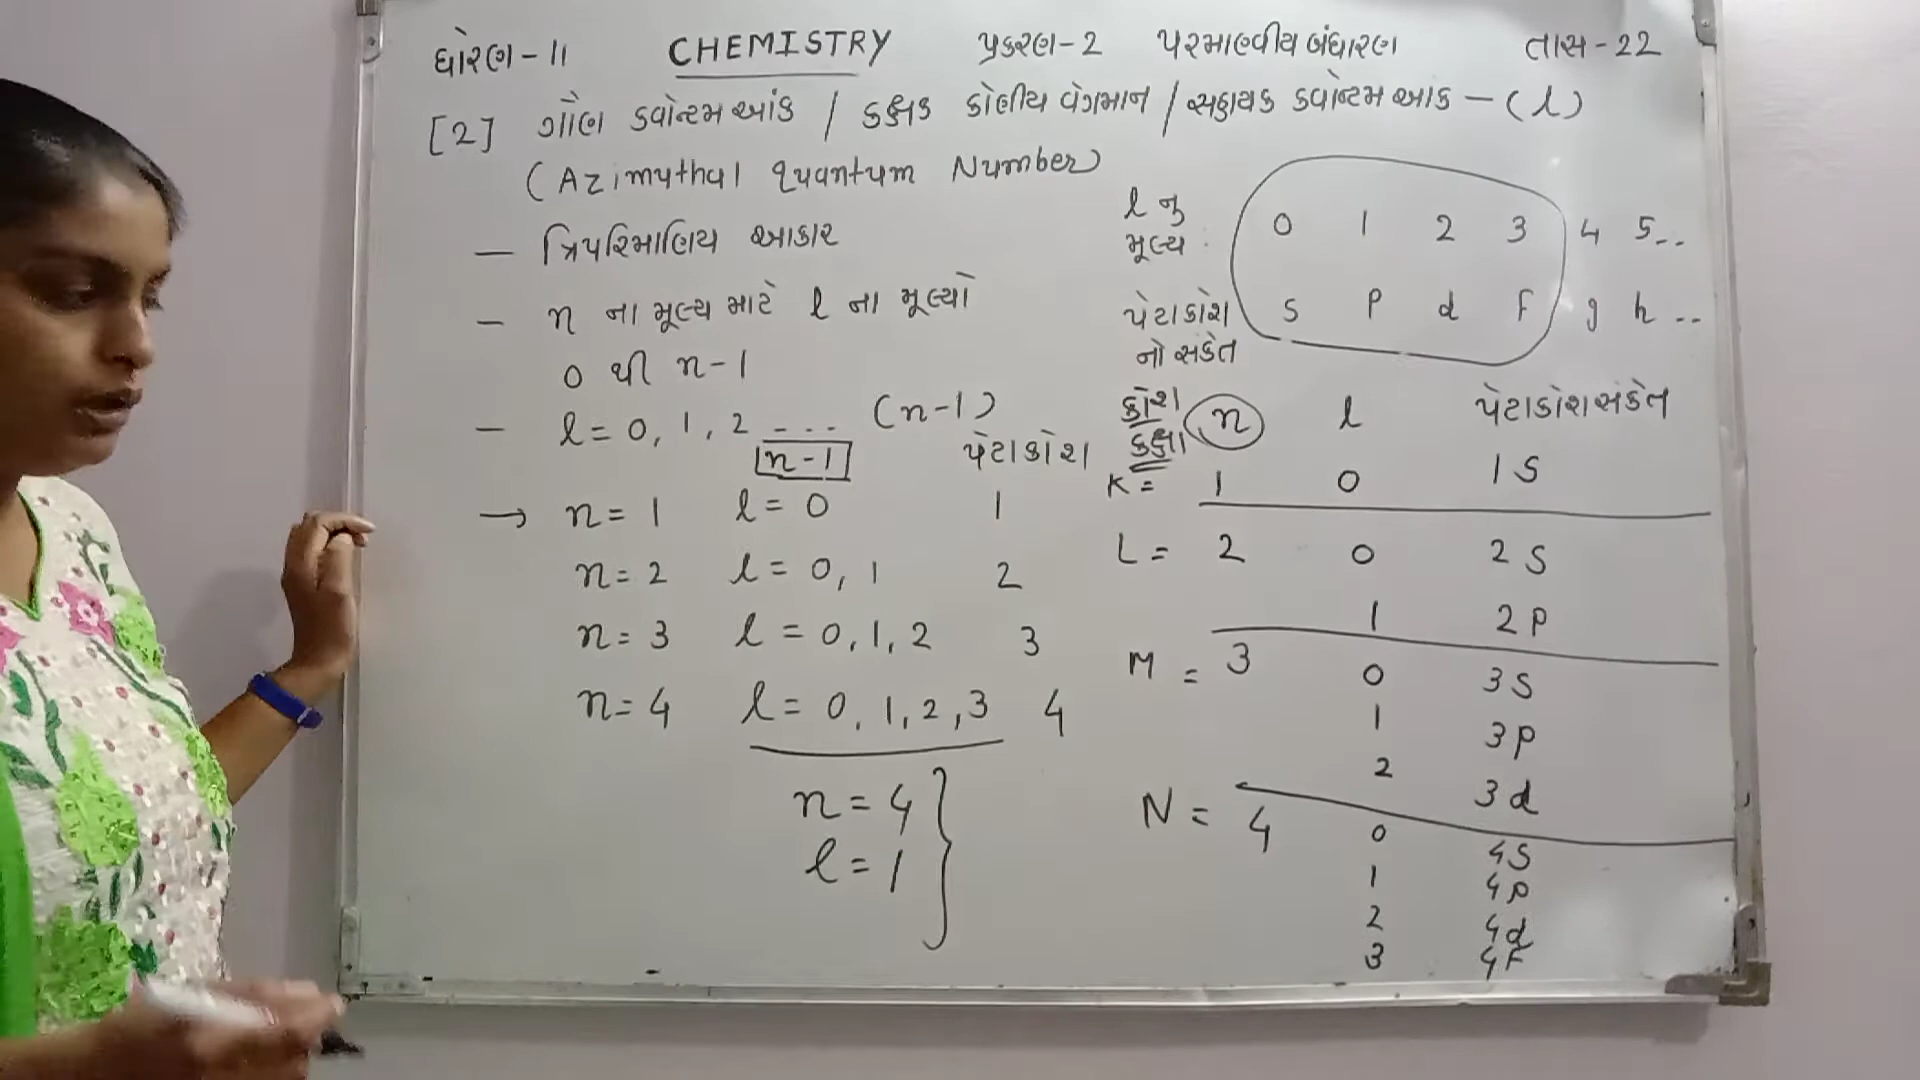 ધોરણ-11 CHEMISTRY પ્રકરણ-2 પરમાણ્વીય બંધારણ તાસ-22
[2] ગૌણ ક્વોન્ટમ આંક / કક્ષક કોણીય વેગમાન / સહાયક ક્વોન્ટમ આંક - (l)
(Azimuthal quantum Number)
- ત્રિપરિમાણિય આકાર
- n ના મૂલ્ય માટે l ના મૂલ્યો
0 થી n-1
- l = 0, 1, 2 ---- (n-1)
n-1 પેટાકોશ
→ n = 1 l = 0 1
n = 2 l = 0, 1 2
n = 3 l = 0, 1, 2 3
n = 4 l = 0, 1, 2, 3 4
n = 4
l = 1
l નુ મૂલ્ય : 0 1 2 3 4 5..
પેટાકોશ નો સંકેત S P d F g h ..
કોશ કક્ષા n l પેટાકોશ સંકેત
K = 1 0 1S
L = 2 0 2S
1 2P
M = 3 0 3S
1 3P
2 3d
N = 4 0 4S
1 4P
2 4d
3 4F